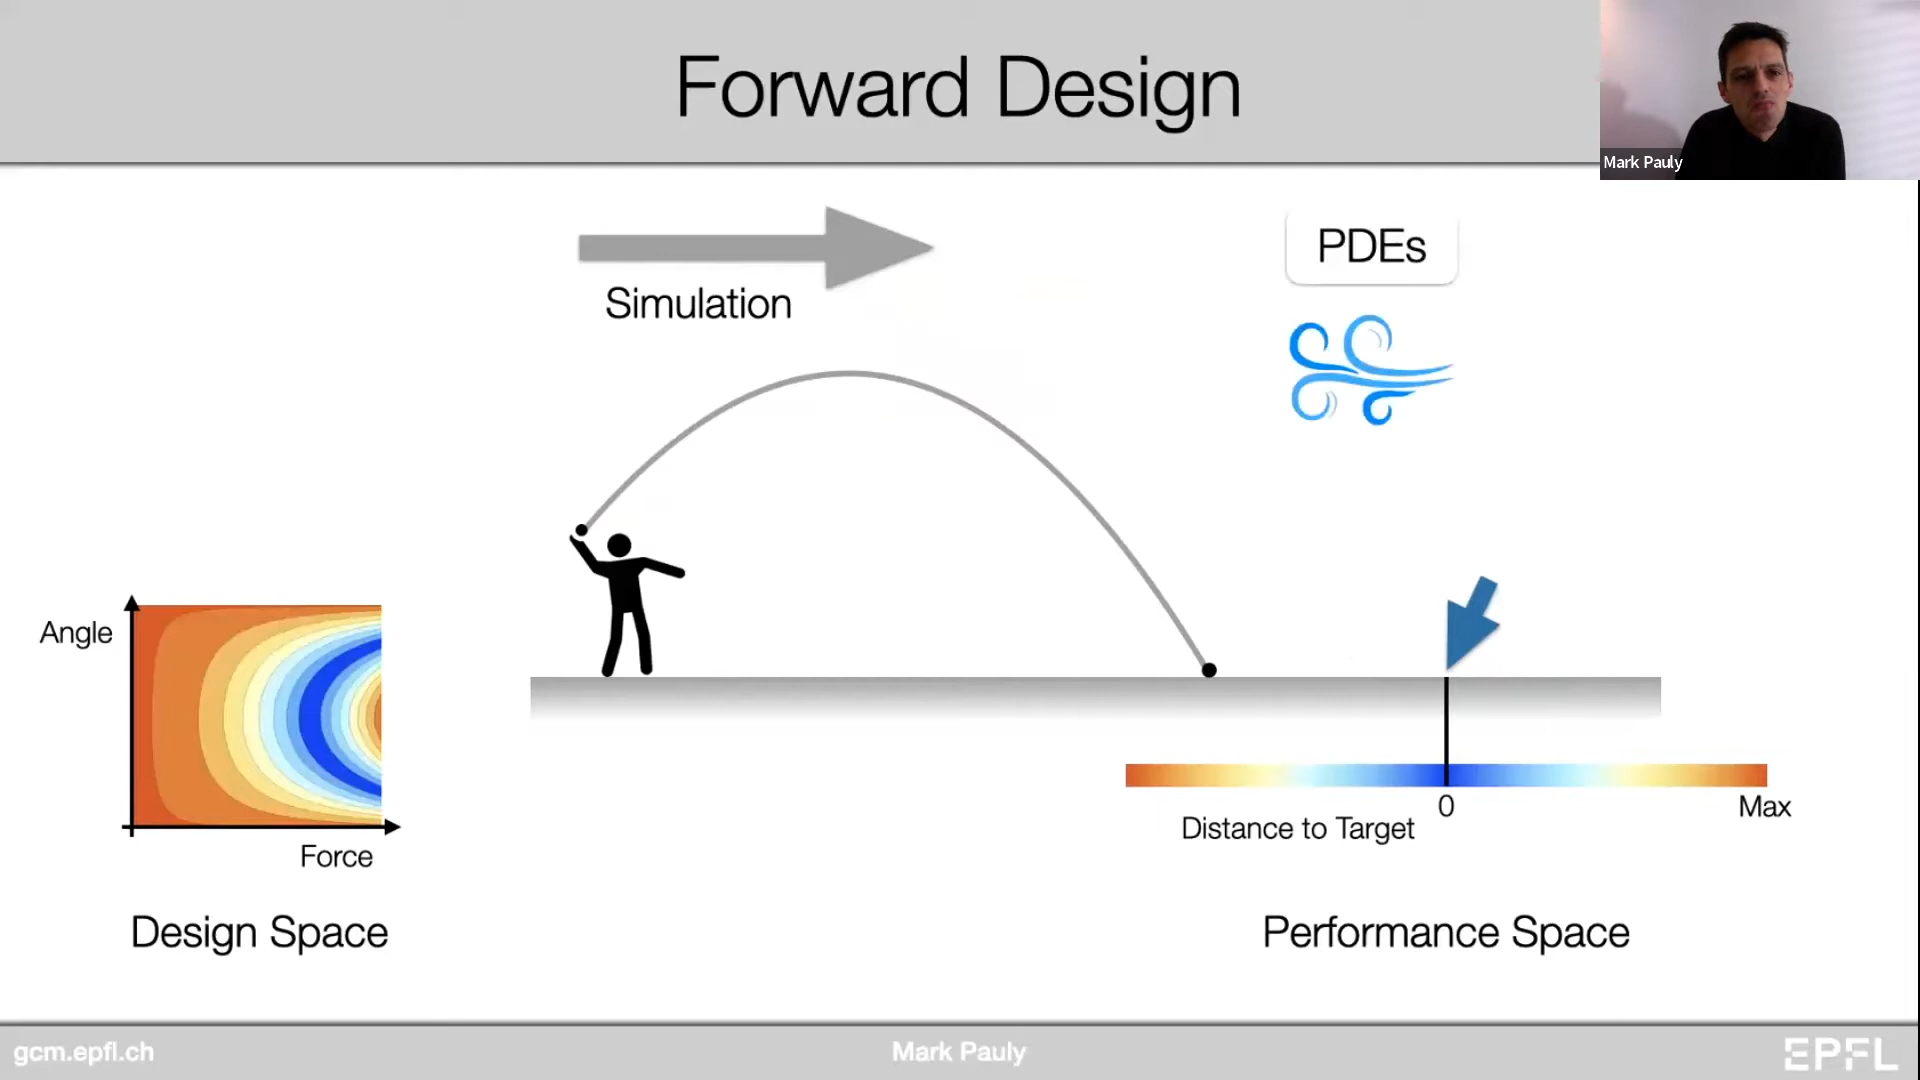 Forward Design
Mark Pauly
Simulation
PDEs
Angle
Force
0
Max
Distance to Target
Design Space
Performance Space
gcm.epfl.ch
Mark Pauly
EPFL